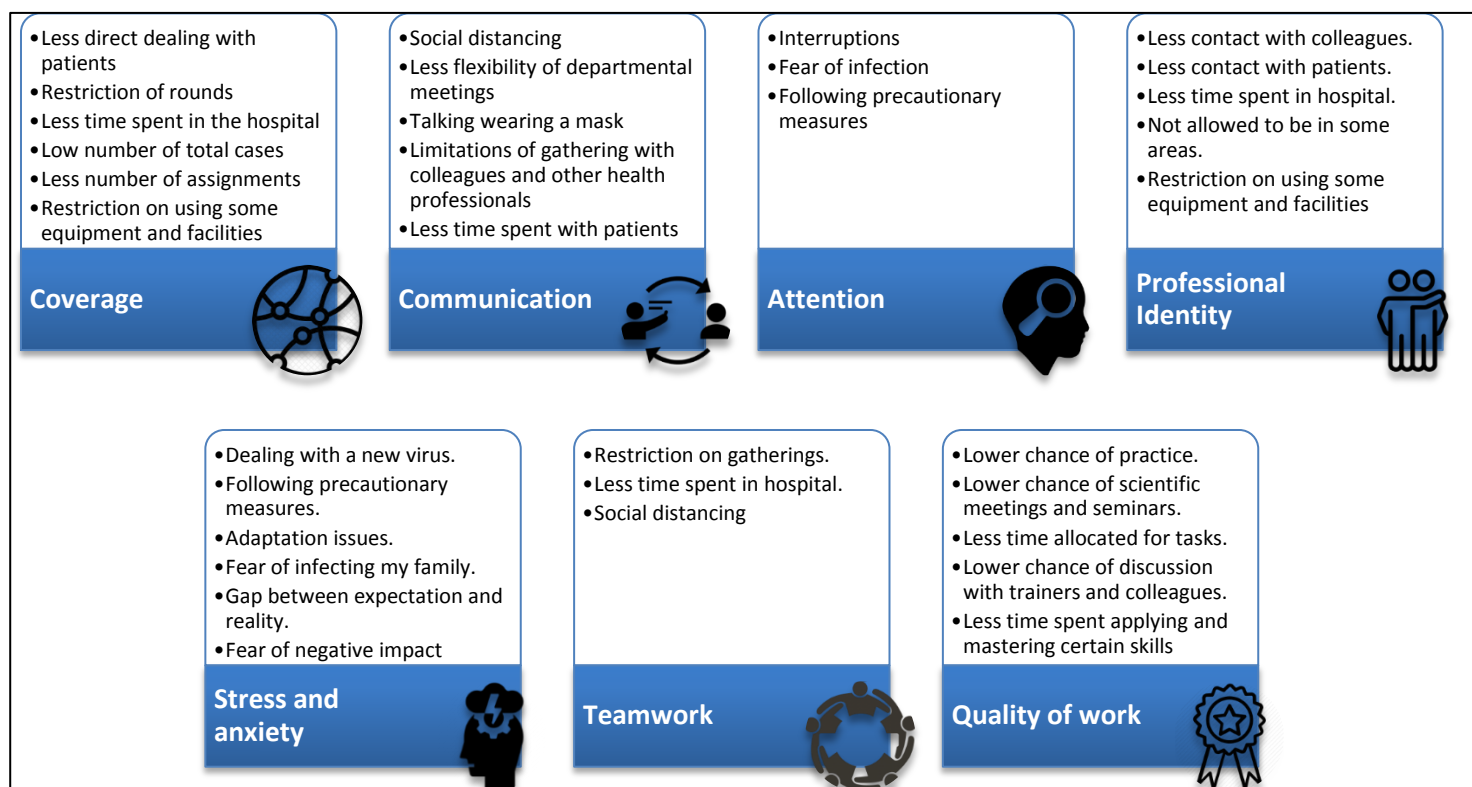 •Less direct dealing with
patients
•Restriction of rounds
•Less time spent in the hospital
•Low number of total cases
•Less number of assignments
•Restriction on using some
equipment and facilities
Coverage
•Social distancing
•Less flexibility of departmental
meetings
•Talking wearing a mask
•Limitations of gathering with
colleagues and other health
professionals
•Less time spent with patients
Communication
•Interruptions
•Fear of infection
•Following precautionary
measures
Attention
•Less contact with colleagues.
•Less contact with patients.
•Less time spent in hospital.
•Not allowed to be in some
areas.
•Restriction on using some
equipment and facilities
Professional
Identity
•Dealing with a new virus.
•Following precautionary
measures.
•Adaptation issues.
•Fear of infecting my family.
•Gap between expectation and
reality.
•Fear of negative impact
Stress and
anxiety
•Restriction on gatherings.
•Less time spent in hospital.
•Social distancing
Teamwork
•Lower chance of practice.
•Lower chance of scientific
meetings and seminars.
•Less time allocated for tasks.
•Lower chance of discussion
with trainers and colleagues.
•Less time spent applying and
mastering certain skills
Quality of work